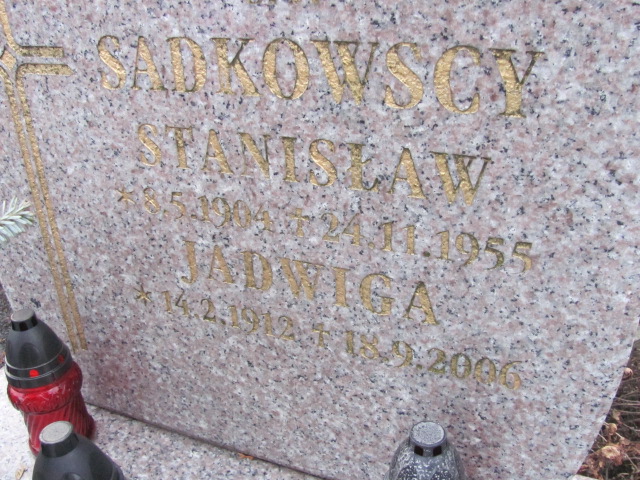 SADKOWSCY
STANISŁAW
* 8.5.1904 † 24.11.1955
JADWIGA
* 14.2.1912 † 18.9.2006